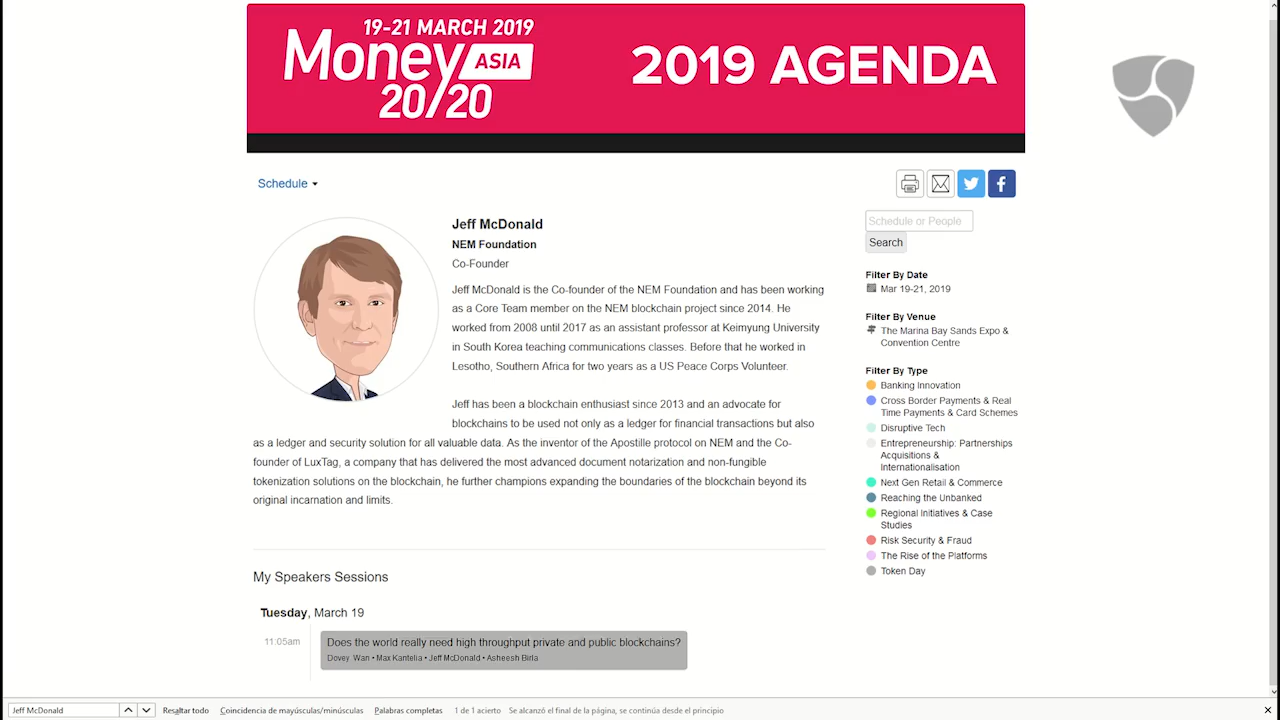 19-21 MARCH 2019
Money ASIA
20/20
2019 AGENDA
Schedule
Jeff McDonald
NEM Foundation
Co-Founder
Jeff McDonald is the Co-founder of the NEM Foundation and has been working
as a Core Team member on the NEM blockchain project since 2014. He
worked from 2008 until 2017 as an assistant professor at Keimyung University
in South Korea teaching communications classes. Before that he worked in
Lesotho, Southern Africa for two years as a US Peace Corps Volunteer.
Jeff has been a blockchain enthusiast since 2013 and an advocate for
blockchains to be used not only as a ledger for financial transactions but also
as a ledger and security solution for all valuable data. As the inventor of the Apostille protocol on NEM and the Co-
founder of LuxTag, a company that has delivered the most advanced document notarization and non-fungible
tokenization solutions on the blockchain, he further champions expanding the boundaries of the blockchain beyond its
original incarnation and limits.
My Speakers Sessions
Tuesday, March 19
11:05am
Does the world really need high throughput private and public blockchains?
Dovey Wan • Max Kantelia • Jeff McDonald • Asheesh Birla
Schedule or People
Search
Filter By Date
Mar 19-21, 2019
Filter By Venue
The Marina Bay Sands Expo &
Convention Centre
Filter By Type
Banking Innovation
Cross Border Payments & Real
Time Payments & Card Schemes
Disruptive Tech
Entrepreneurship: Partnerships
Acquisitions &
Internationalisation
Next Gen Retail & Commerce
Reaching the Unbanked
Regional Initiatives & Case
Studies
Risk Security & Fraud
The Rise of the Platforms
Token Day
Jeff McDonald
Resaltar todo
Coincidencia de mayúsculas/minúsculas
Palabras completas
1 de 1 acierto
Se alcanzó el final de la página, se continúa desde el principio